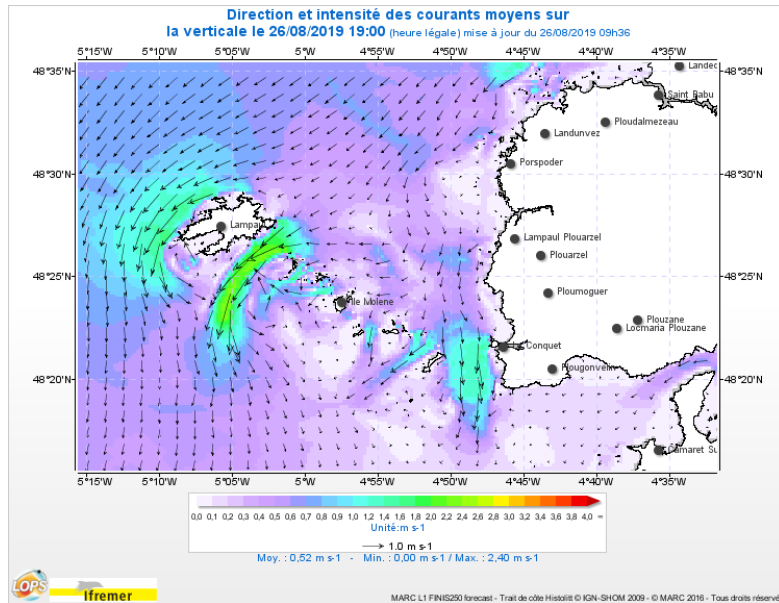 Direction et intensité des courants moyens sur
la verticale le 26/08/2019 19:00 (heure légale) mise à jour du 26/08/2019 09h36
5°15'W 5°10'W 5°05'W 5°00'W 4°55'W 4°50'W 4°45'W 4°40'W 4°35'W
48°35'N 48°35'N
Landec
Saint Pabu
Ploudalmezeau
Landunvez
48°30'N 48°30'N
Porspoder
Lampaul
Lampaul Plouarzel
Plouarzel
48°25'N 48°25'N
Ploumoguer
Ile Molene
Plouzane
Locmaria Plouzane
Le Conquet
Plougonvelin
48°20'N 48°20'N
Camaret Su
5°15'W 5°10'W 5°05'W 5°00'W 4°55'W 4°50'W 4°45'W 4°40'W 4°35'W
0,0 0,1 0,2 0,3 0,4 0,5 0,6 0,8 1,0 1,2 1,4 1,6 1,8 2,0 2,2 2,4 2,6 2,8 3,0 3,2 3,4 3,6 3,8 4,0 ∞
Unité:m s-1
1.0 m s-1
Moy. : 0,52 m s-1 - Min. : 0,00 m s-1 / Max. : 2,40 m s-1
LOPS
Ifremer
MARC L1 FINIS250 forecast - Trait de côte Histolitt © IGN-SHOM 2009 - © MARC 2016 - Tous droits réservé